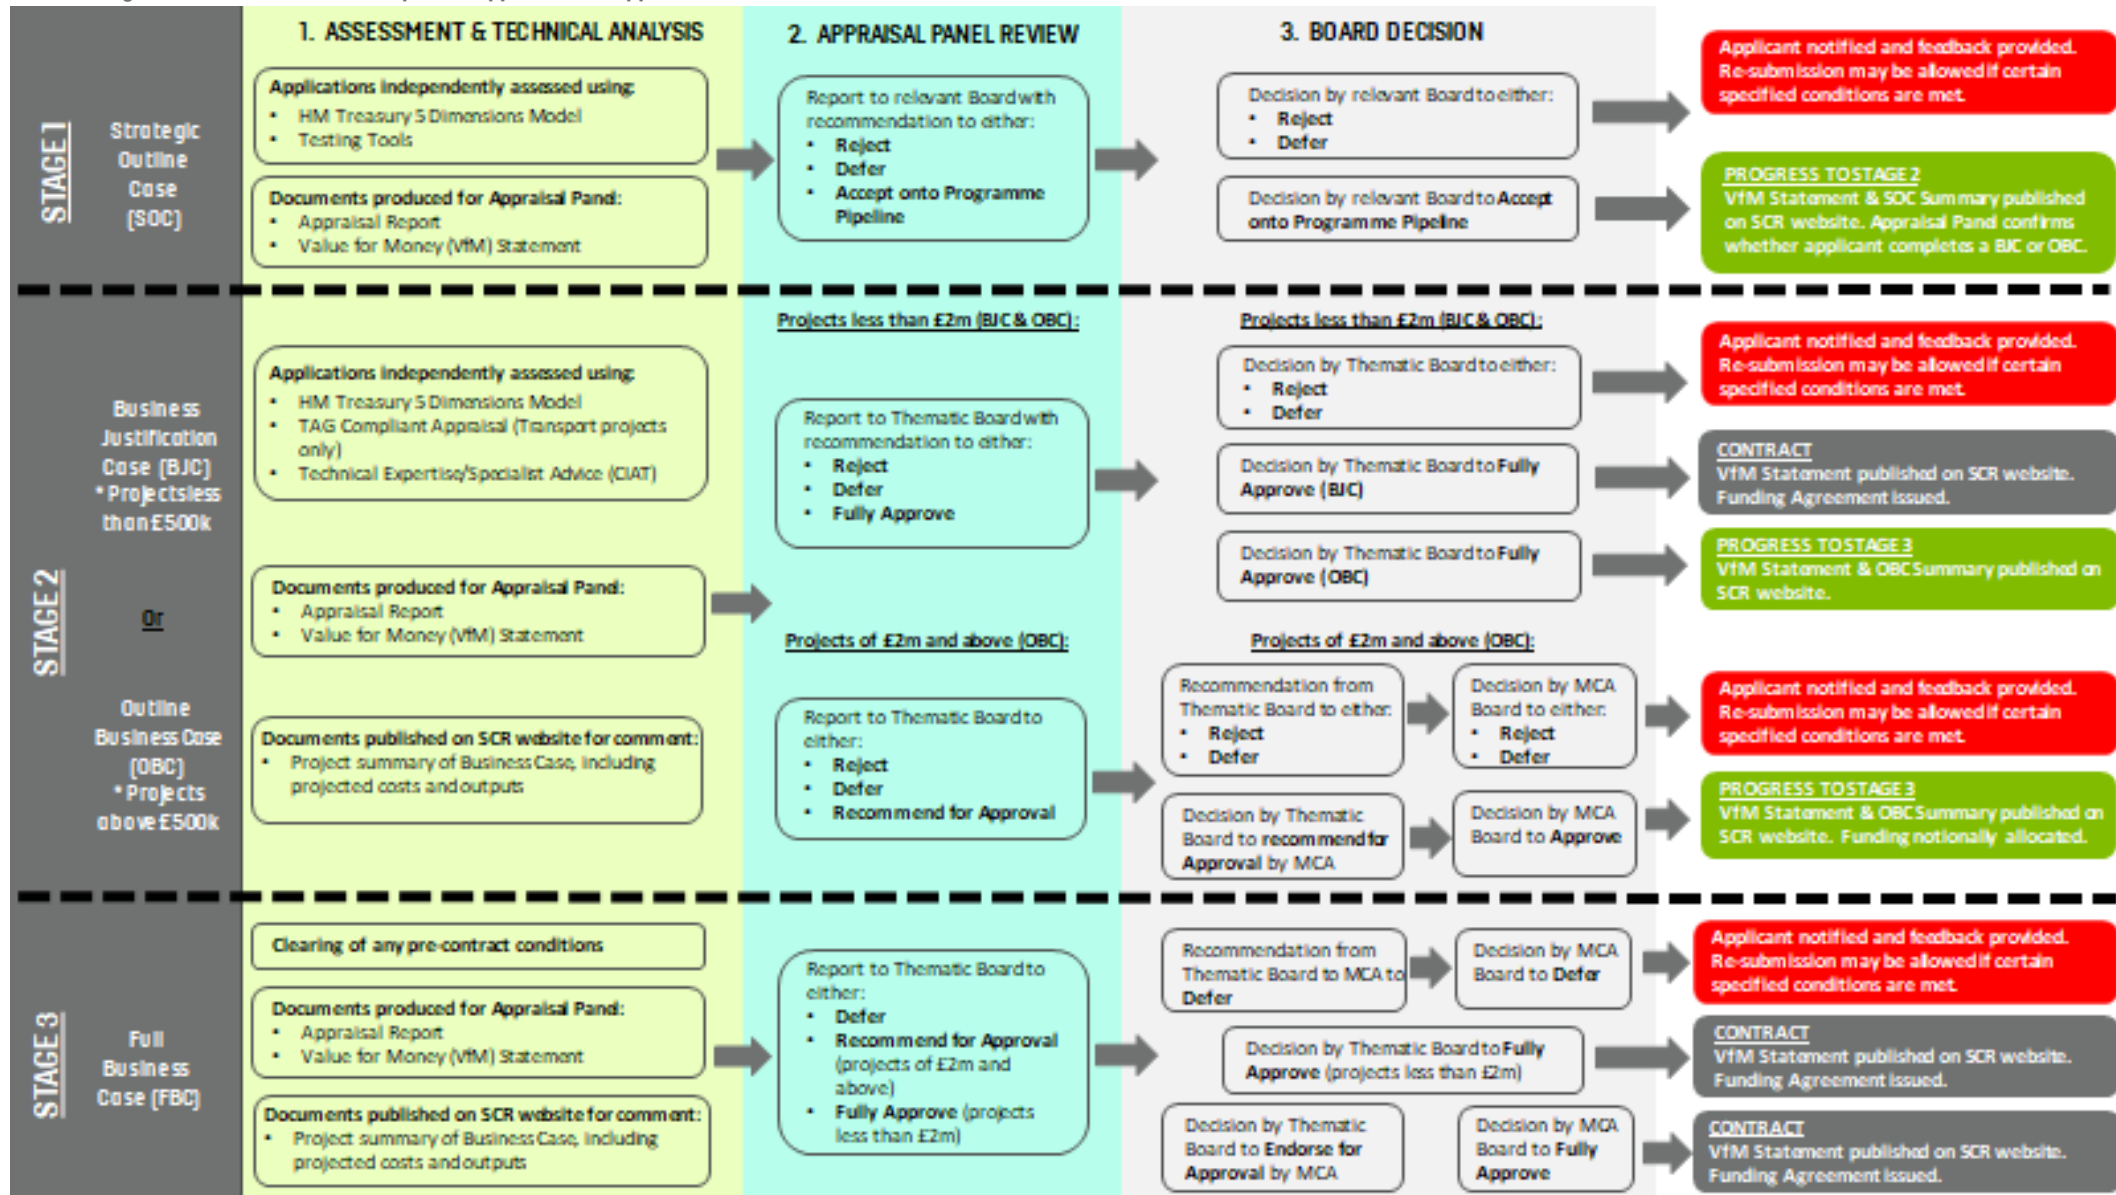 1. ASSESSMENT & TECHNICAL ANALYSIS
2. APPRAISAL PANEL REVIEW
3. BOARD DECISION
STAGE 1
Strategic
Outline
Case
(SOC)
Applications independently assessed using:
• HM Treasury 5 Dimensions Model
• Testing Tools
Documents produced for Appraisal Panel:
• Appraisal Report
• Value for Money (VfM) Statement
Report to relevant Board with
recommendation to either:
• Reject
• Defer
• Accept onto Programme
Pipeline
Decision by relevant Board to either:
• Reject
• Defer
Decision by relevant Board to Accept
onto Programme Pipeline
Applicant notified and feedback provided.
Re-submission may be allowed if certain
specified conditions are met.
PROGRESS TO STAGE 2
VfM Statement & SOC Summary published
on SCR website. Appraisal Panel confirms
whether applicant completes a BJC or OBC.
STAGE 2
Business
Justification
Case (BJC)
* Projects less
than £500k
Or
Outline
Business Case
(OBC)
* Projects
above £500k
Applications independently assessed using:
• HM Treasury 5 Dimensions Model
• TAG Compliant Appraisal (Transport projects
only)
• Technical Expertise/Specialist Advice (CIAT)
Documents produced for Appraisal Panel:
• Appraisal Report
• Value for Money (VfM) Statement
Documents published on SCR website for comment:
• Project summary of Business Case, including
projected costs and outputs
Projects less than £2m (BJC & OBC):
Report to Thematic Board with
recommendation to either:
• Reject
• Defer
• Fully Approve
Projects of £2m and above (OBC):
Report to Thematic Board to
either:
• Reject
• Defer
• Recommend for Approval
Projects less than £2m (BJC & OBC):
Decision by Thematic Board to either:
• Reject
• Defer
Decision by Thematic Board to Fully
Approve (BJC)
Decision by Thematic Board to Fully
Approve (OBC)
Projects of £2m and above (OBC):
Recommendation from
Thematic Board to either:
• Reject
• Defer
Decision by MCA
Board to either:
• Reject
• Defer
Decision by Thematic
Board to recommend for
Approval by MCA
Decision by MCA
Board to Approve
Applicant notified and feedback provided.
Re-submission may be allowed if certain
specified conditions are met.
CONTRACT
VfM Statement published on SCR website.
Funding Agreement issued.
PROGRESS TO STAGE 3
VfM Statement & OBC Summary published on
SCR website.
Applicant notified and feedback provided.
Re-submission may be allowed if certain
specified conditions are met.
PROGRESS TO STAGE 3
VfM Statement & OBC Summary published on
SCR website. Funding notionally allocated.
STAGE 3
Full
Business
Case (FBC)
Clearing of any pre-contract conditions
Documents produced for Appraisal Panel:
• Appraisal Report
• Value for Money (VfM) Statement
Documents published on SCR website for comment:
• Project summary of Business Case, including
projected costs and outputs
Report to Thematic Board to
either:
• Defer
• Recommend for Approval
(projects of £2m and
above)
• Fully Approve (projects
less than £2m)
Recommendation from
Thematic Board to MCA to
Defer
Decision by MCA
Board to Defer
Decision by Thematic Board to Fully
Approve (projects less than £2m)
Decision by Thematic
Board to Endorse for
Approval by MCA
Decision by MCA
Board to Fully
Approve
Applicant notified and feedback provided.
Re-submission may be allowed if certain
specified conditions are met.
CONTRACT
VfM Statement published on SCR website.
Funding Agreement issued.
CONTRACT
VfM Statement published on SCR website.
Funding Agreement issued.